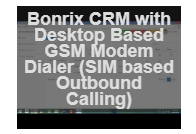 Bonrix CRM with
Desktop Based
GSM Modem
Dialer (SIM based
Outbound
Calling)